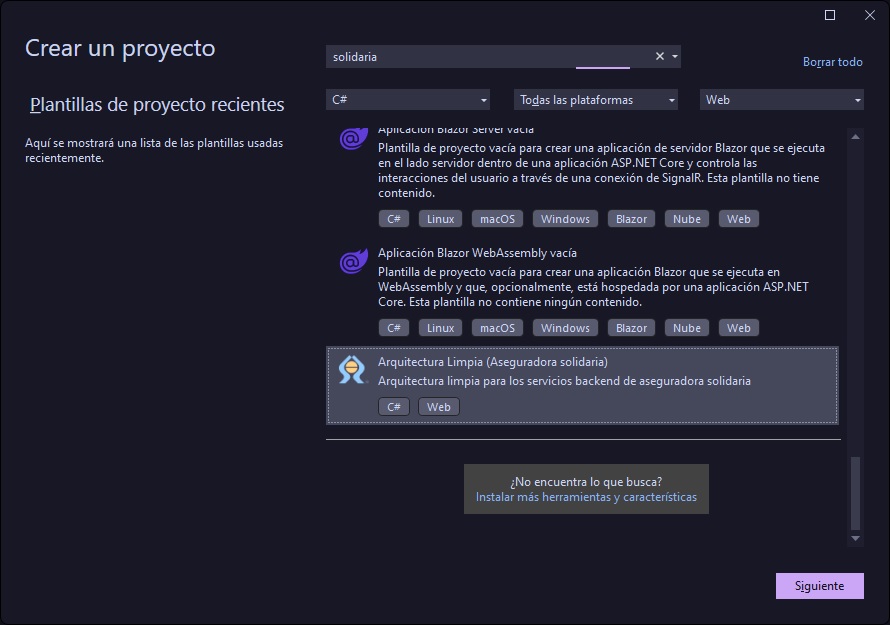 Crear un proyecto
solidaria
Borrar todo
Plantillas de proyecto recientes
Aquí se mostrará una lista de las plantillas usadas
recientemente.
C#
Todas las plataformas
Web
Aplicación Blazor Server vacía
Plantilla de proyecto vacía para crear una aplicación de servidor Blazor que se ejecuta
en el lado servidor dentro de una aplicación ASP.NET Core y controla las
interacciones del usuario a través de una conexión de SignalR. Esta plantilla no tiene
contenido.
C# Linux macOS Windows Blazor Nube Web
Aplicación Blazor WebAssembly vacía
Plantilla de proyecto vacía para crear una aplicación Blazor que se ejecuta en
WebAssembly y que, opcionalmente, está hospedada por una aplicación ASP.NET
Core. Esta plantilla no contiene ningún contenido.
C# Linux macOS Windows Blazor Nube Web
Arquitectura Limpia (Aseguradora solidaria)
Arquitectura limpia para los servicios backend de aseguradora solidaria
C# Web
¿No encuentra lo que busca?
Instalar más herramientas y características
Siguiente